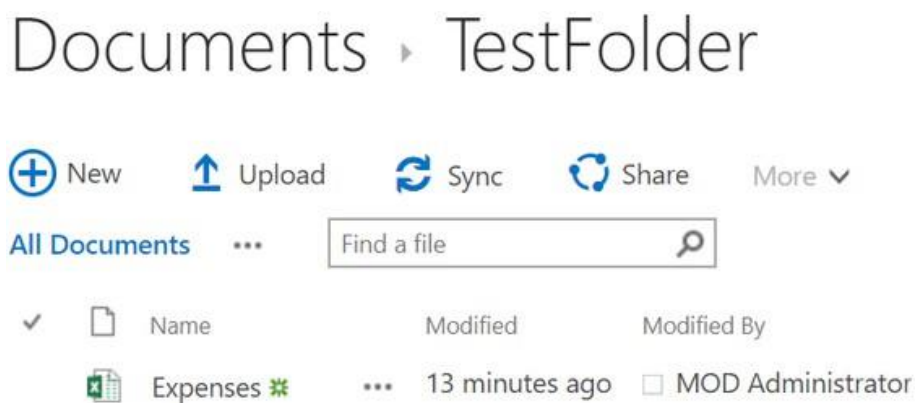 Documents ▸ TestFolder
New Upload Sync Share More
All Documents ... Find a file
Name Modified Modified By
Expenses ... 13 minutes ago MOD Administrator